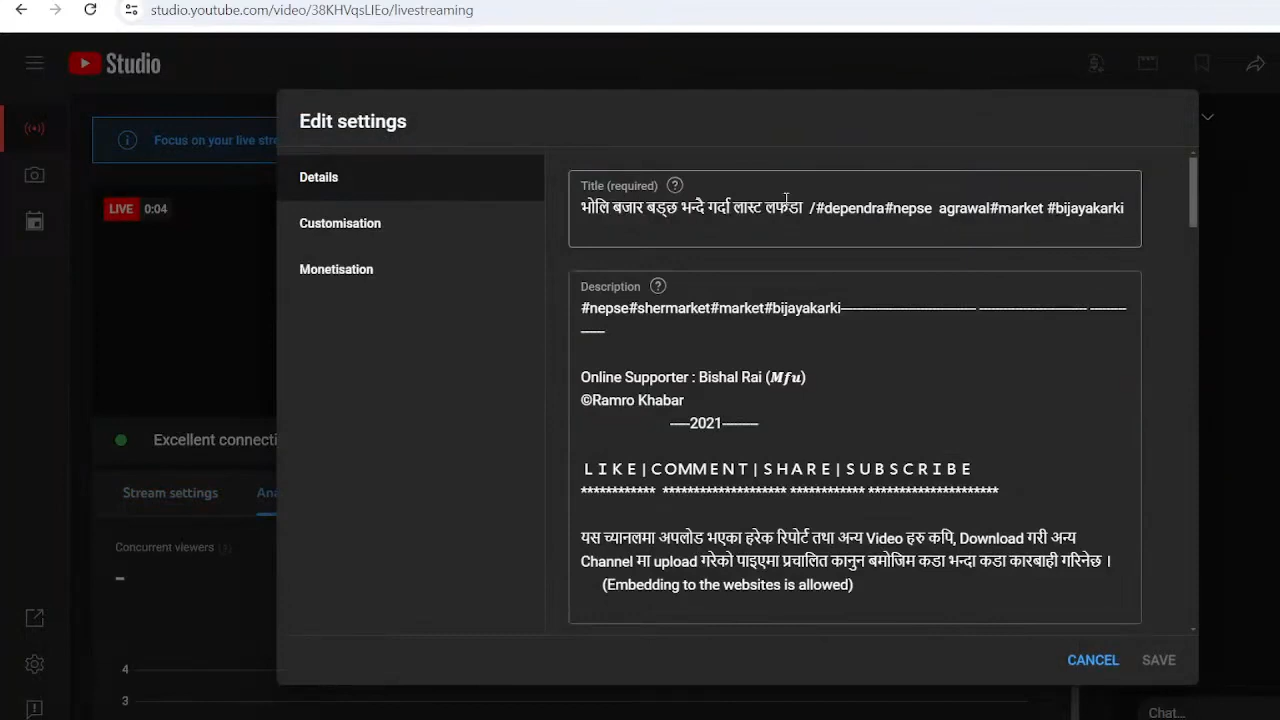 studio.youtube.com/video/38KHVqsLIEo/livestreaming
Studio
Edit settings
Focus on your live stre
Details
Customisation
Monetisation
LIVE 0:04
Title (required)
भोलि बजार बड्छ भन्दै गर्दा लास्ट लफडा /#dependra#nepse agrawal#market #bijayakarki
Description
#nepse#shermarket#market#bijayakarki-------------------------------------- ------------------------------ ----------
-------
Online Supporter : Bishal Rai (𝑴𝒇𝒖)
©Ramro Khabar
-----2021---------
L I K E | C O M M E N T | S H A R E | S U B S C R I B E
************ ******************** ************ *********************
यस च्यानलमा अपलोड भएका हरेक रिपोर्ट तथा अन्य Video हरु कपि, Download गरी अन्य
Channel मा upload गरेको पाइएमा प्रचालित कानुन बमोजिम कडा भन्दा कडा कारबाही गरिनेछ ।
(Embedding to the websites is allowed)
Excellent connecti
Stream settings
Ana
Concurrent viewers
–
4
3
CANCEL
SAVE
Chat...